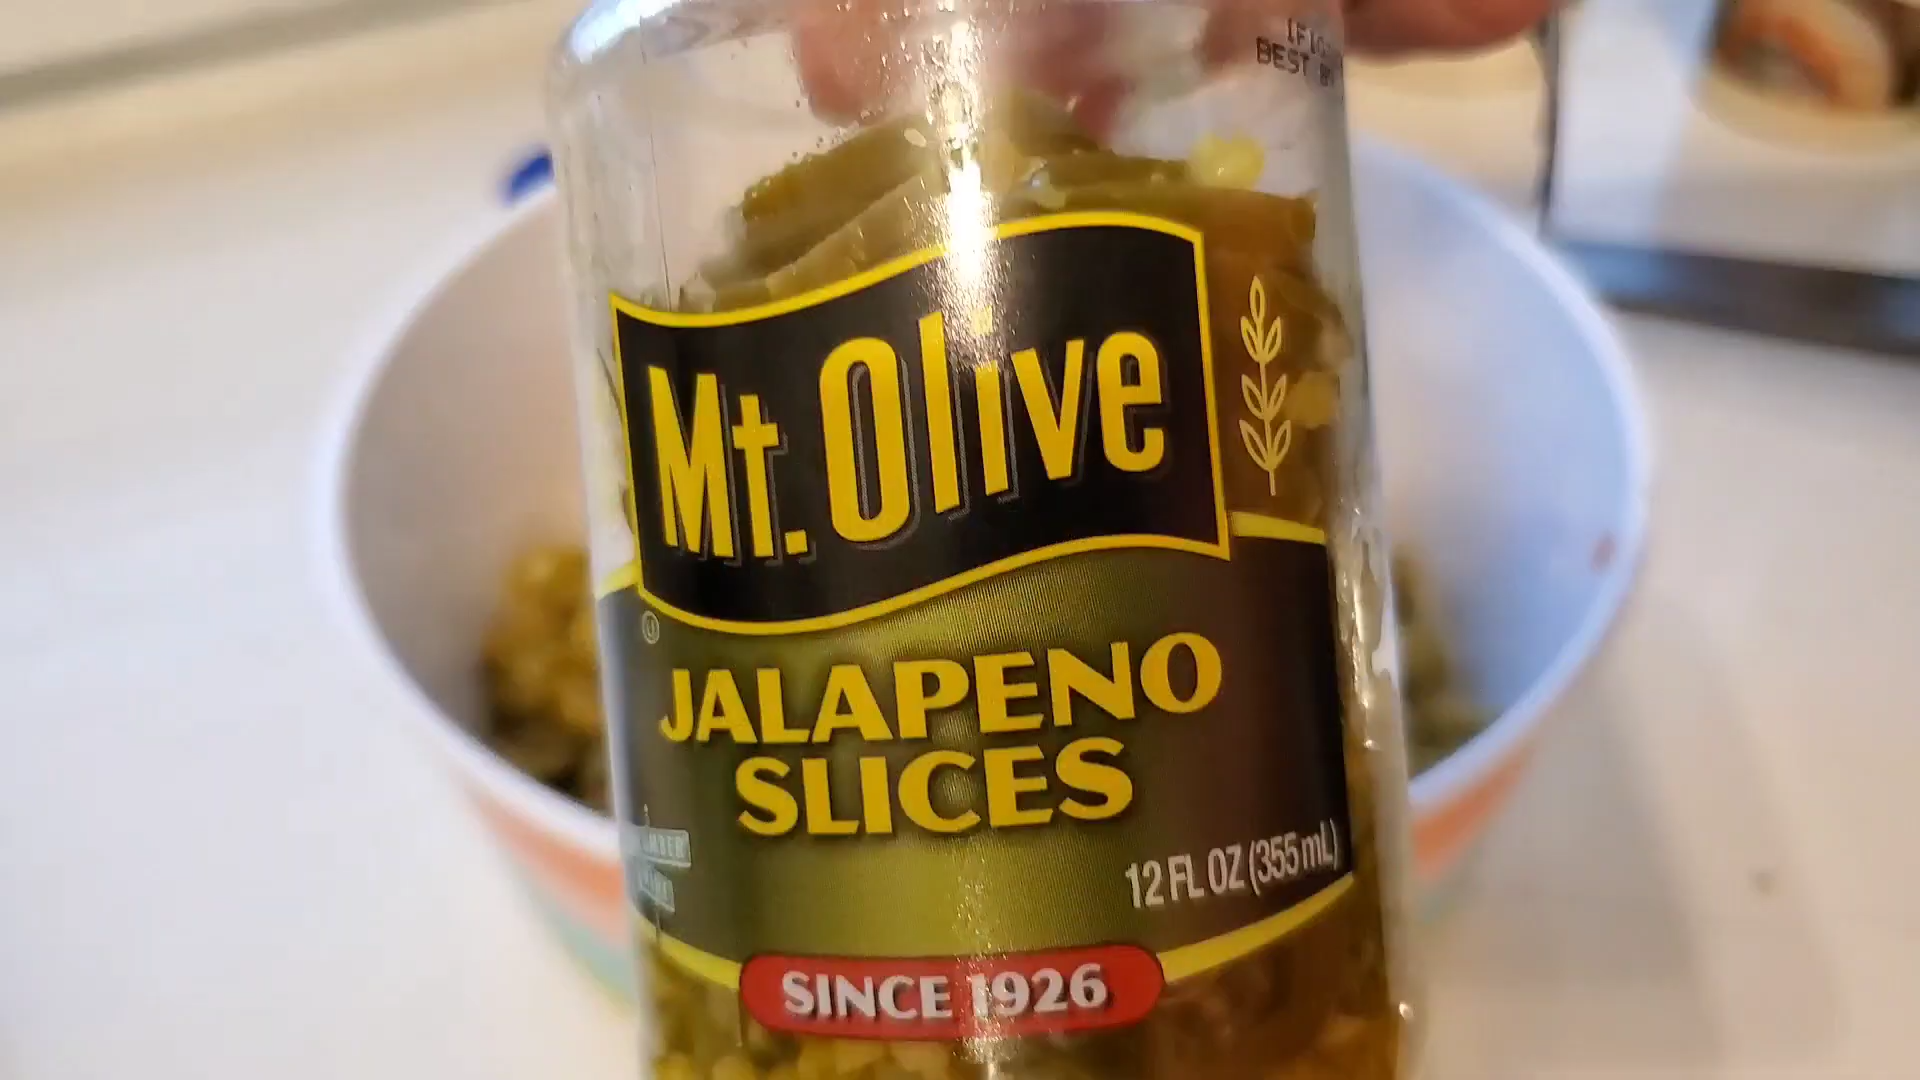 BEST BY
Mt. Olive
JALAPENO
SLICES
12 FL OZ (355 mL)
SINCE 1926